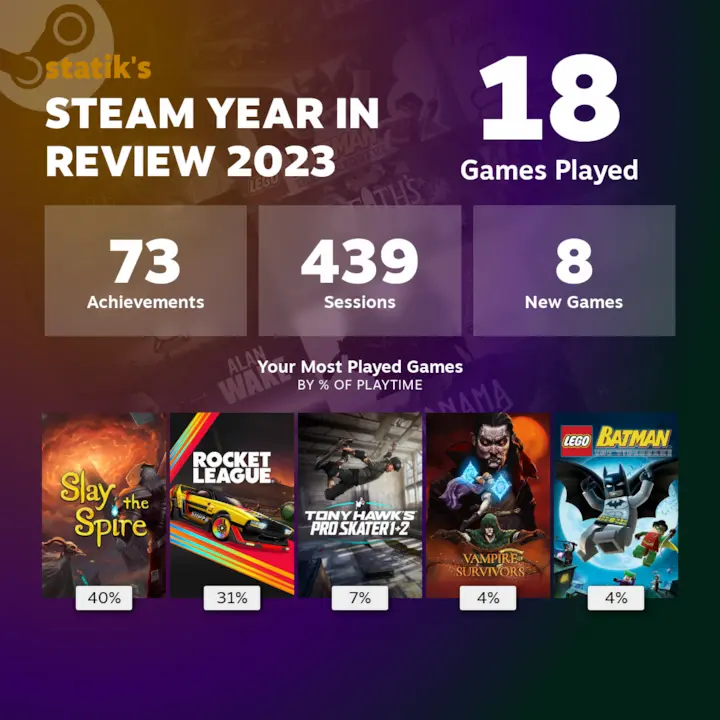 statik's
STEAM YEAR IN
REVIEW 2023
18
Games Played
73
Achievements
439
Sessions
8
New Games
ALAN
WAKE
Your Most Played Games
BY % OF PLAYTIME
Slay the
Spire
ROCKET
LEAGUE
TONY HAWK'S
PRO SKATER 1+2
VAMPIRE
SURVIVORS
LEGO BATMAN
40%
31%
7%
4%
4%